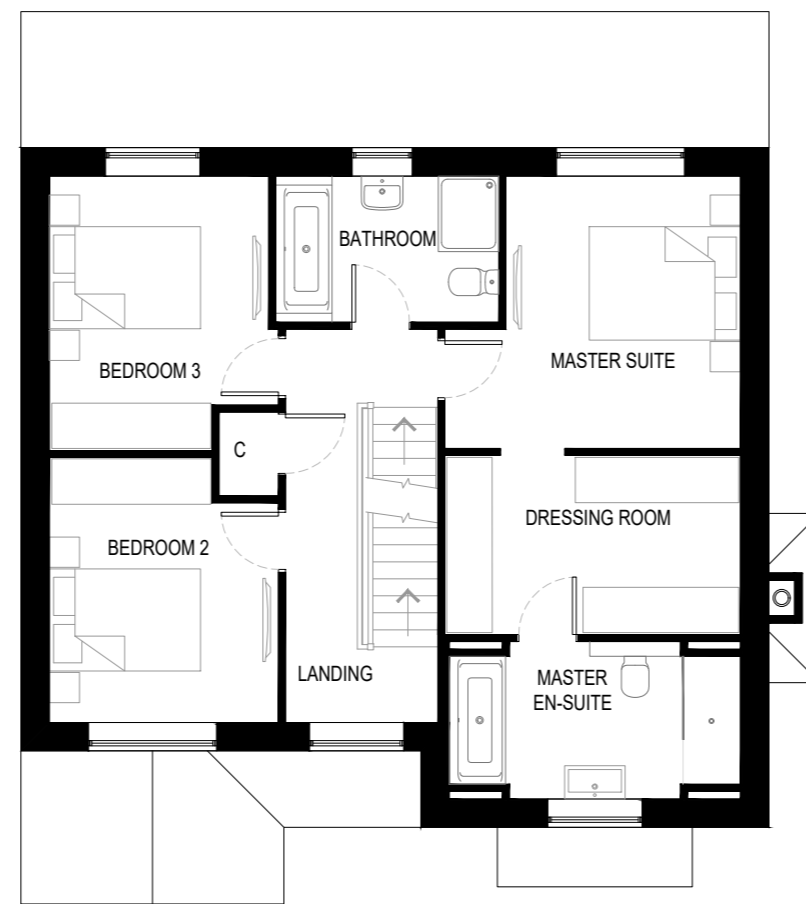 BATHROOM
BEDROOM 3
MASTER SUITE
C
DRESSING ROOM
BEDROOM 2
LANDING
MASTER
EN-SUITE